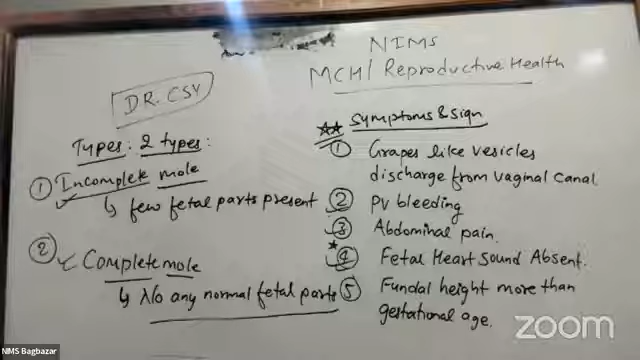 NIMS
MCH/Reproductive Health
DR. CSY
Types: 2 types:
① Incomplete mole
↳ few fetal parts present
② Complete mole
↳ No any normal fetal parts
★★ Symptoms & sign
① Grapes like vesicles
discharge from vaginal canal
② PV bleeding
③ Abdominal pain.
★
④ Fetal Heart Sound Absent.
⑤ Fundal height more than
gestational age.
zoom
NIMS Bagbazar